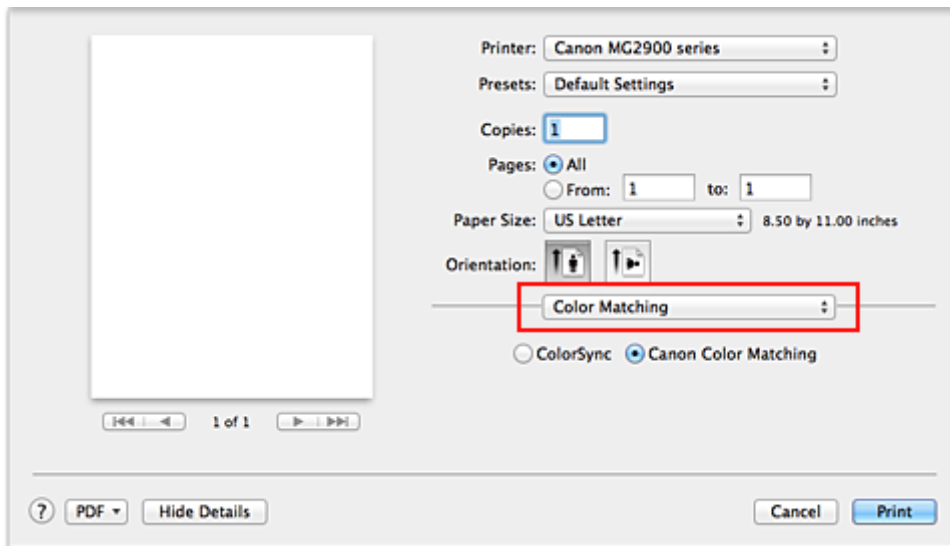 Printer: Canon MG2900 series
Presets: Default Settings
Copies: 1
Pages: All
From: 1 to: 1
Paper Size: US Letter 8.50 by 11.00 inches
Orientation:
Color Matching
ColorSync Canon Color Matching
1 of 1
? PDF Hide Details Cancel Print